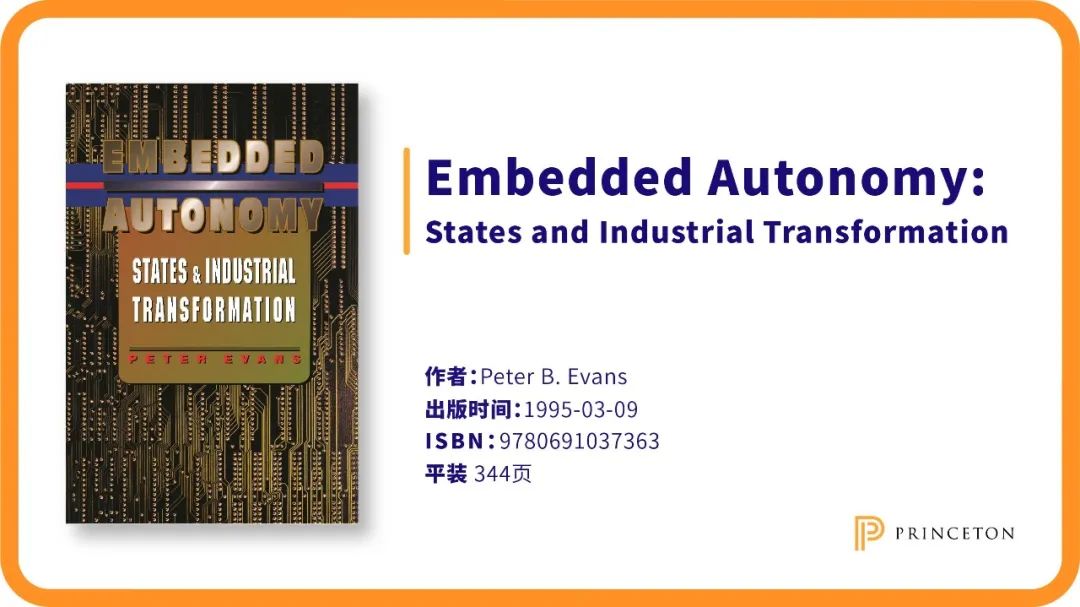 EMBEDDED
AUTONOMY
STATES & INDUSTRIAL
TRANSFORMATION
PETER EVANS
Embedded Autonomy:
States and Industrial Transformation
作者：Peter B. Evans
出版时间：1995-03-09
ISBN：9780691037363
平装 344页
PRINCETON